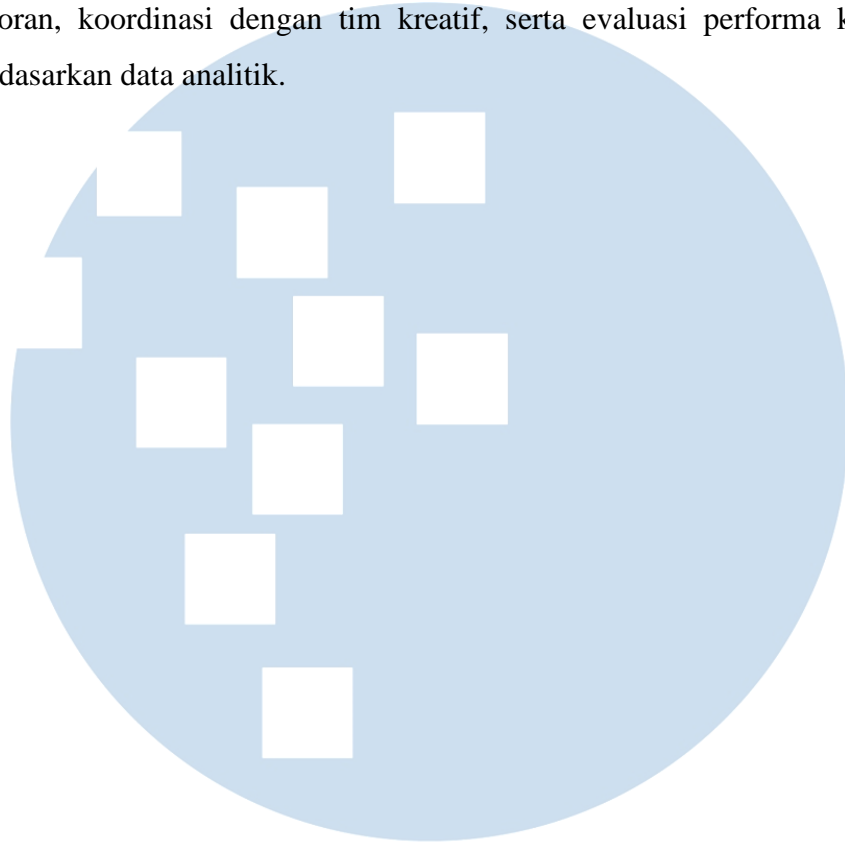 oran, koordinasi dengan tim kreatif, serta evaluasi performa k
dasarkan data analitik.